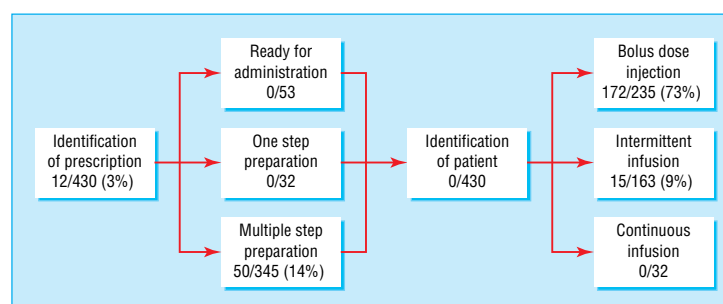 Identification
of prescription
12/430 (3%)
Ready for
administration
0/53
One step
preparation
0/32
Multiple step
preparation
50/345 (14%)
Identification
of patient
0/430
Bolus dose
injection
172/235 (73%)
Intermittent
infusion
15/163 (9%)
Continuous
infusion
0/32